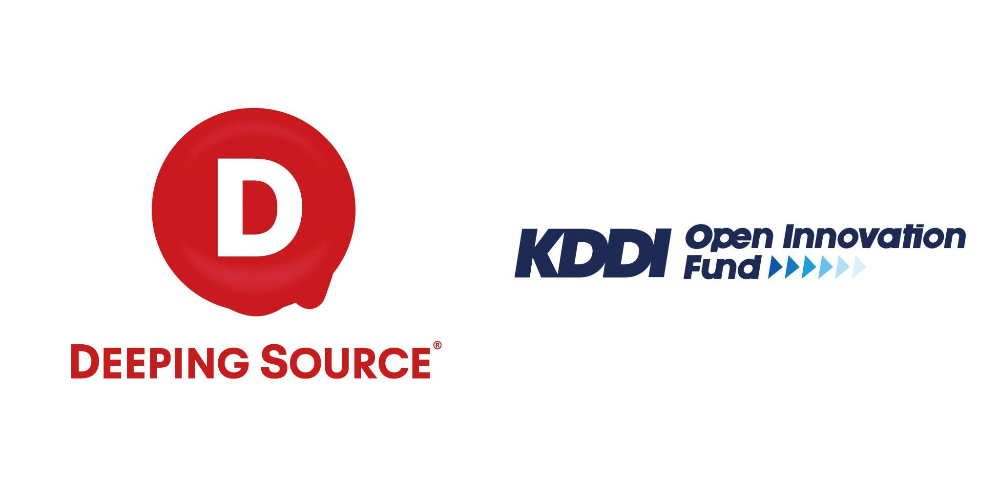 D
DEEPING SOURCE®
KDDI
Open Innovation
Fund